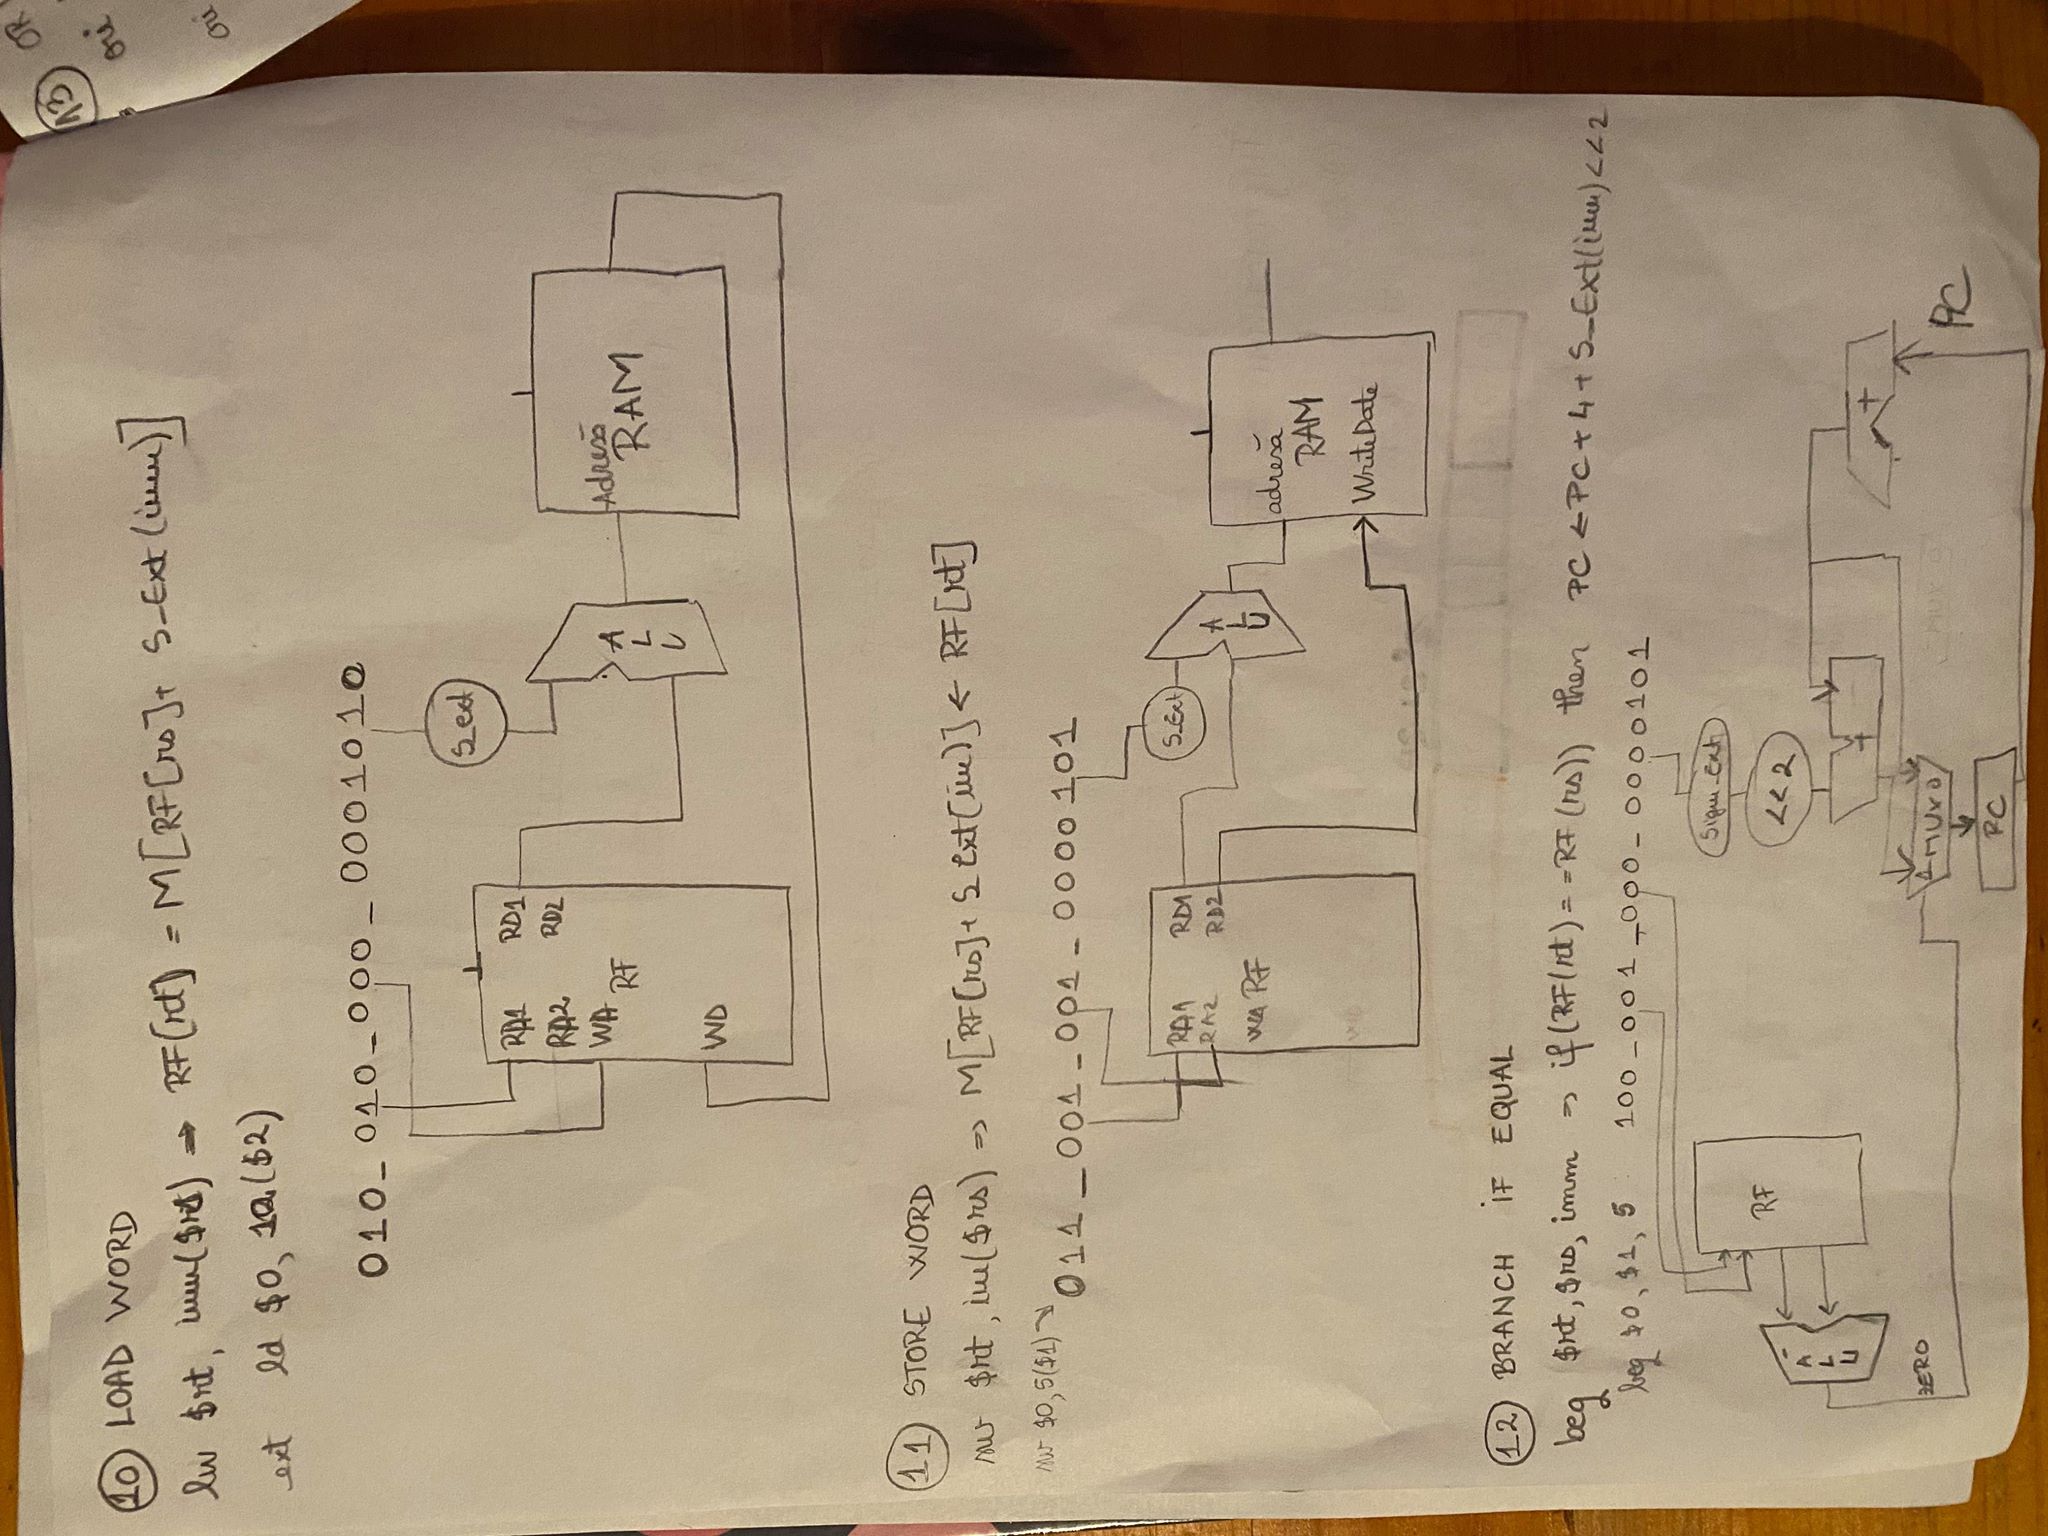 10 LOAD WORD
lw $rt, imm($rs) → RF(rt) = M[RF[rs]+ S_Ext(imm)]
ext ld $0, 10($2)
010_010_000_0001010
S_ext
RA1 RD1
RA2 RD2
WA
RF
WD
ALU
Adresă
RAM
11 STORE WORD
sw $rt, im($rs) => M[RF[rs]+S_ext(im)] ← RF[rt]
sw $0, 5($1) ↘ 011_001_001_0000101
S_Ext
RA1 RD1
RA2 RD2
WA RF
ALU
adresă
RAM
WriteDate
12 BRANCH IF EQUAL
beq $rt, $rs, imm => if(RF(rt)==RF(rs)) then PC ← PC + 4 + S_Ext(imm)<<2
beq $0, $1, 5 100_001_000_0000101
Sign_ext
<<2
RF
ALU
+
+
MUX
PC
PC
ZERO
13